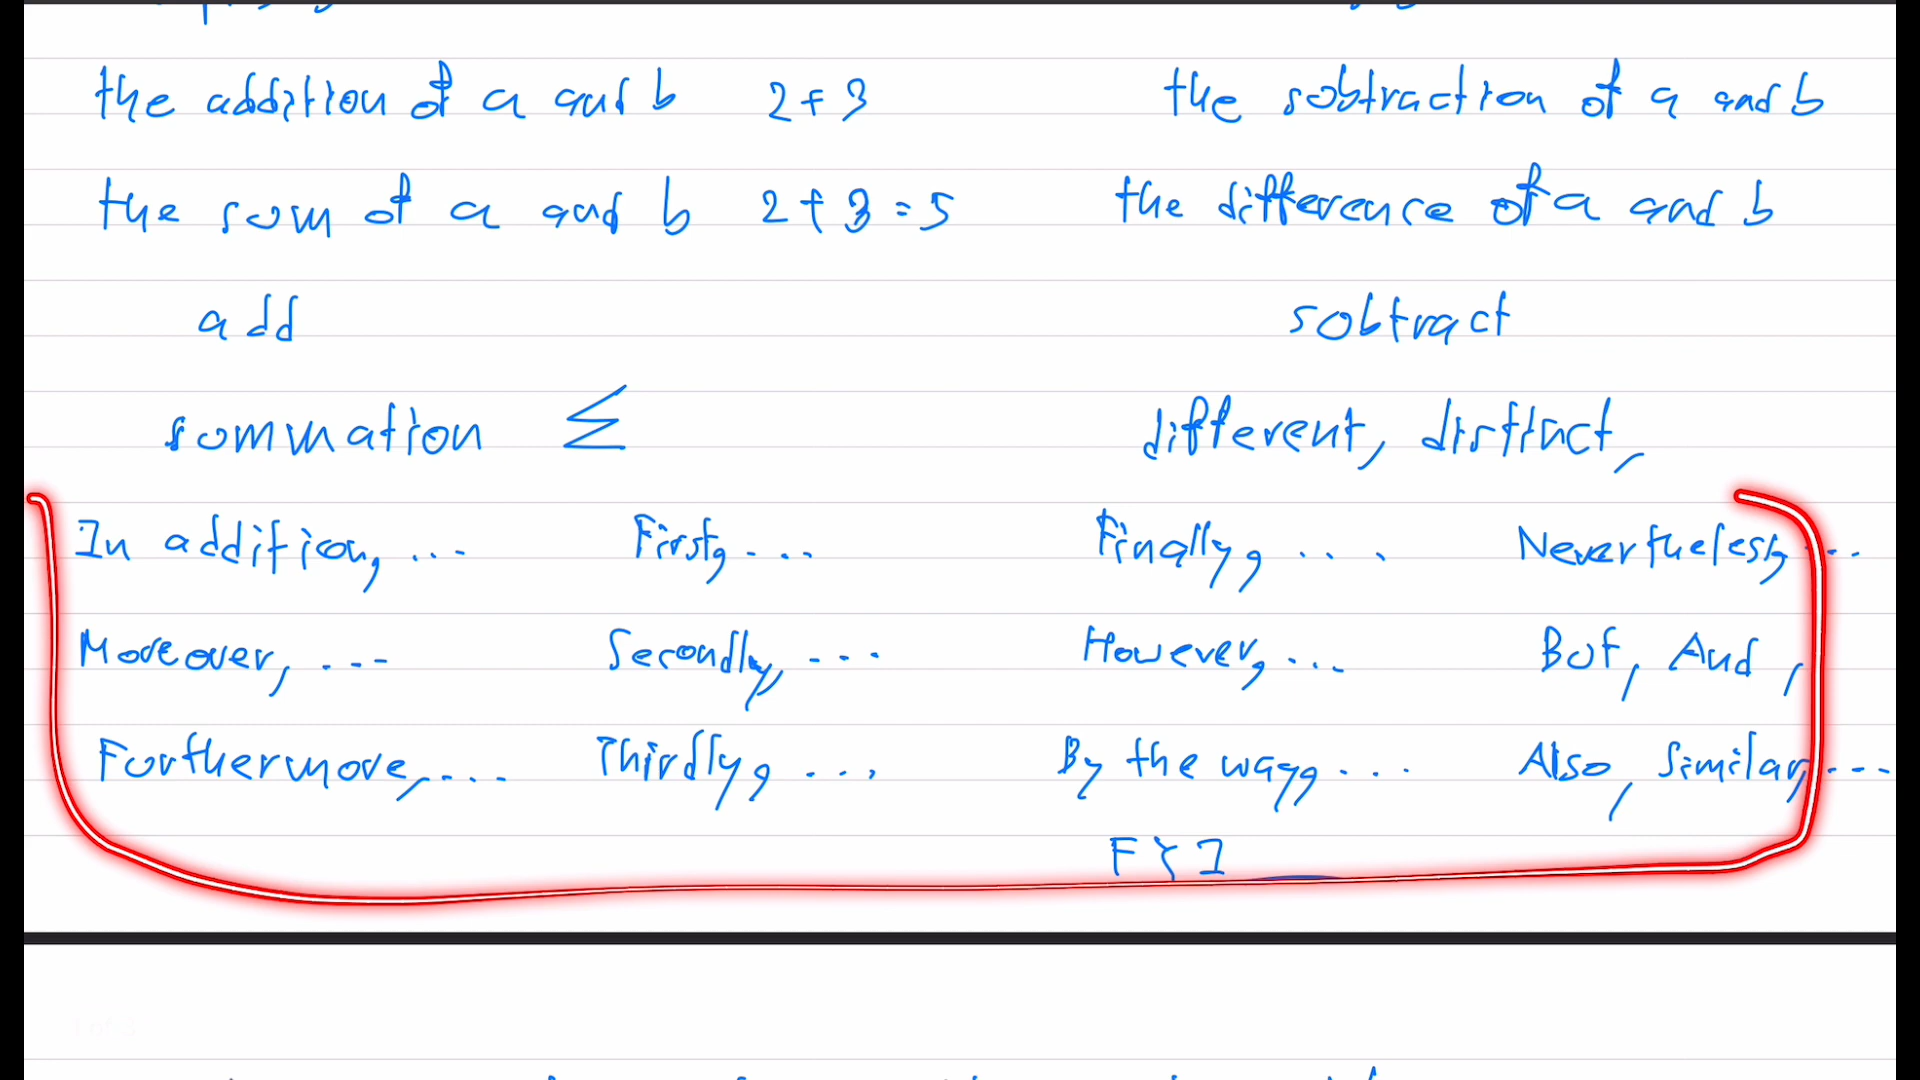 the addition of a and b 2+3 the subtraction of a and b
the sum of a and b 2+3=5 the difference of a and b
add subtract
summation Σ different, distinct,
In addition, ... First, ... Finally, .... Nevertheless, ...
Moreover, --- Secondly, --- However, ... But, And,
Furthermore, ... Thirdly, ... By the way, ... Also, Similar, ---
FYI